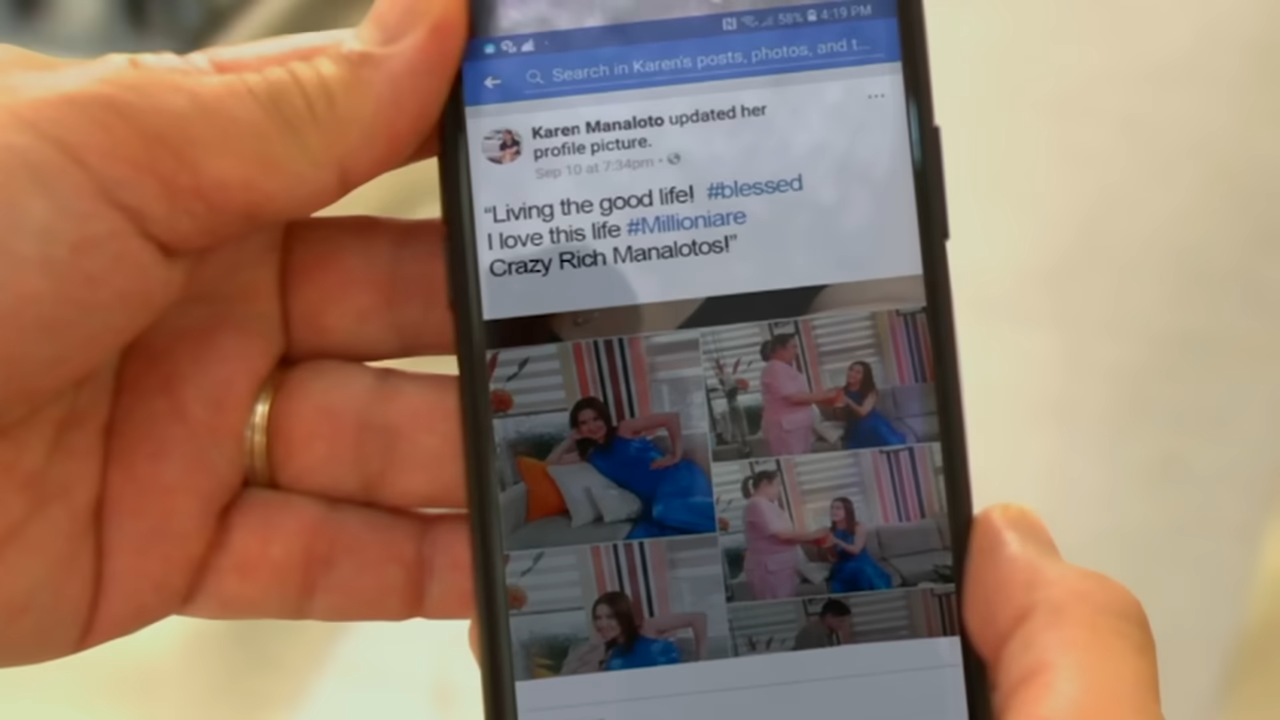 58% 4:19 PM
Search in Karen's posts, photos, and t...
Karen Manaloto updated her
profile picture.
Sep 10 at 7:34pm
“Living the good life! #blessed
I love this life #Millioniare
Crazy Rich Manalotos!”